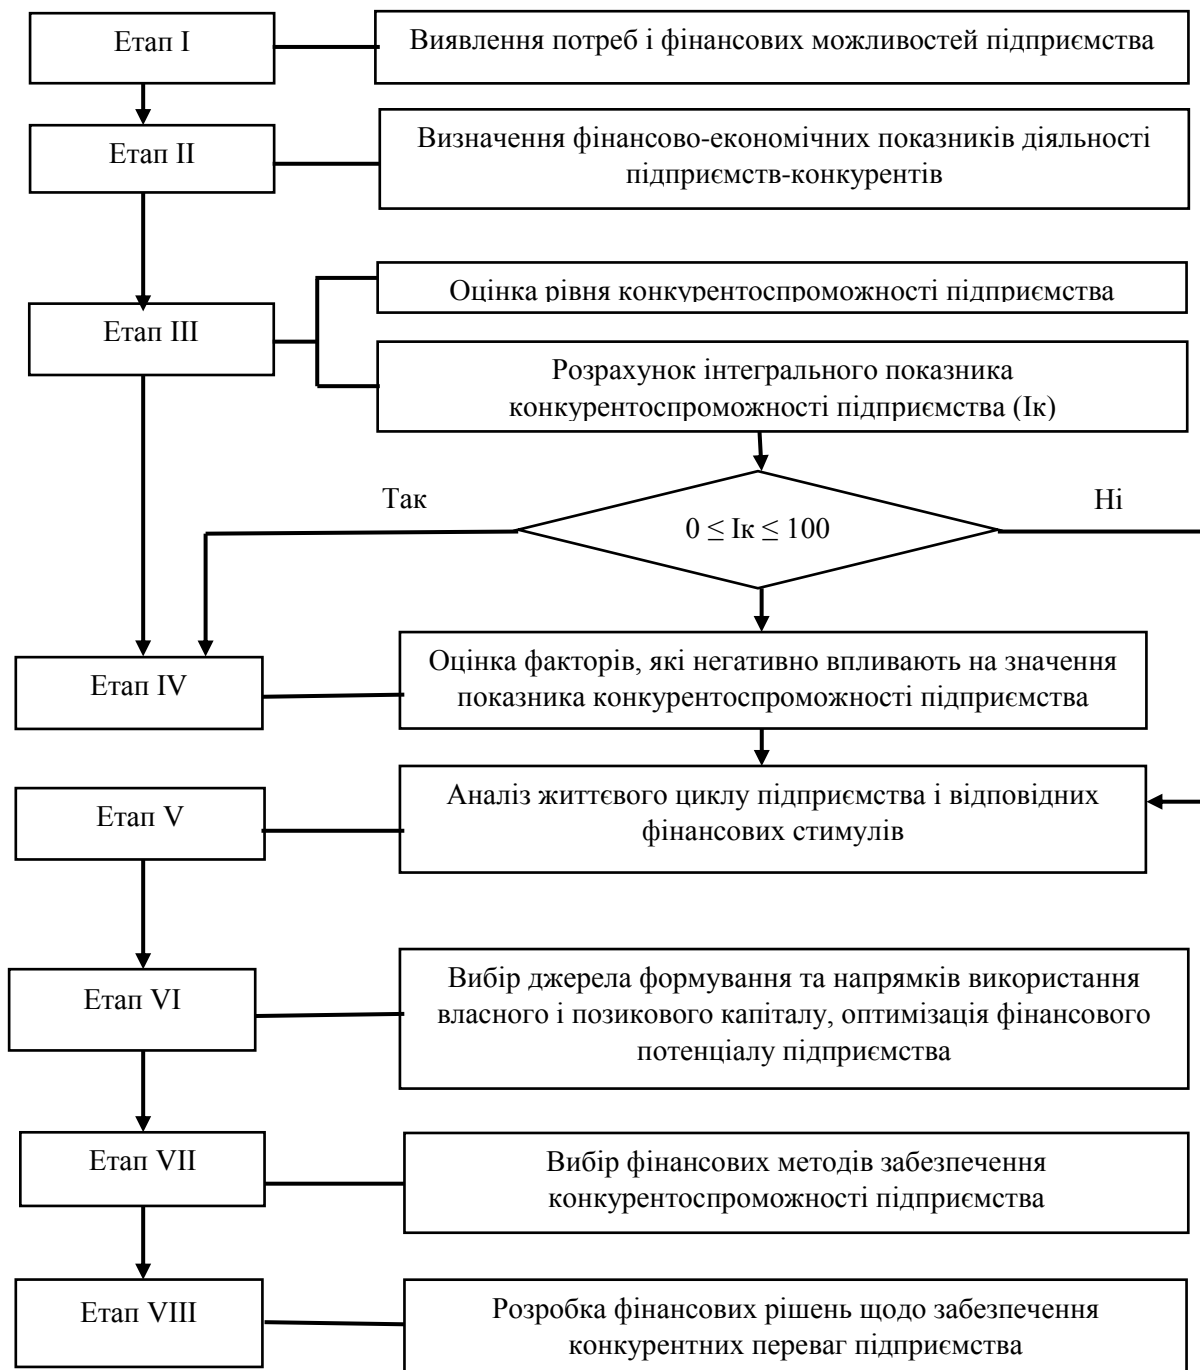 Етап I
Виявлення потреб і фінансових можливостей підприємства
Етап II
Визначення фінансово-економічних показників діяльності
підприємств-конкурентів
Оцінка рівня конкурентоспроможності підприємства
Етап III
Розрахунок інтегрального показника
конкурентоспроможності підприємства (Ік)
Так
Ні
0 ≤ Ік ≤ 100
Оцінка факторів, які негативно впливають на значення
показника конкурентоспроможності підприємства
Етап IV
Аналіз життєвого циклу підприємства і відповідних
фінансових стимулів
Етап V
Вибір джерела формування та напрямків використання
власного і позикового капіталу, оптимізація фінансового
потенціалу підприємства
Етап VI
Вибір фінансових методів забезпечення
конкурентоспроможності підприємства
Етап VII
Розробка фінансових рішень щодо забезпечення
конкурентних переваг підприємства
Етап VIII